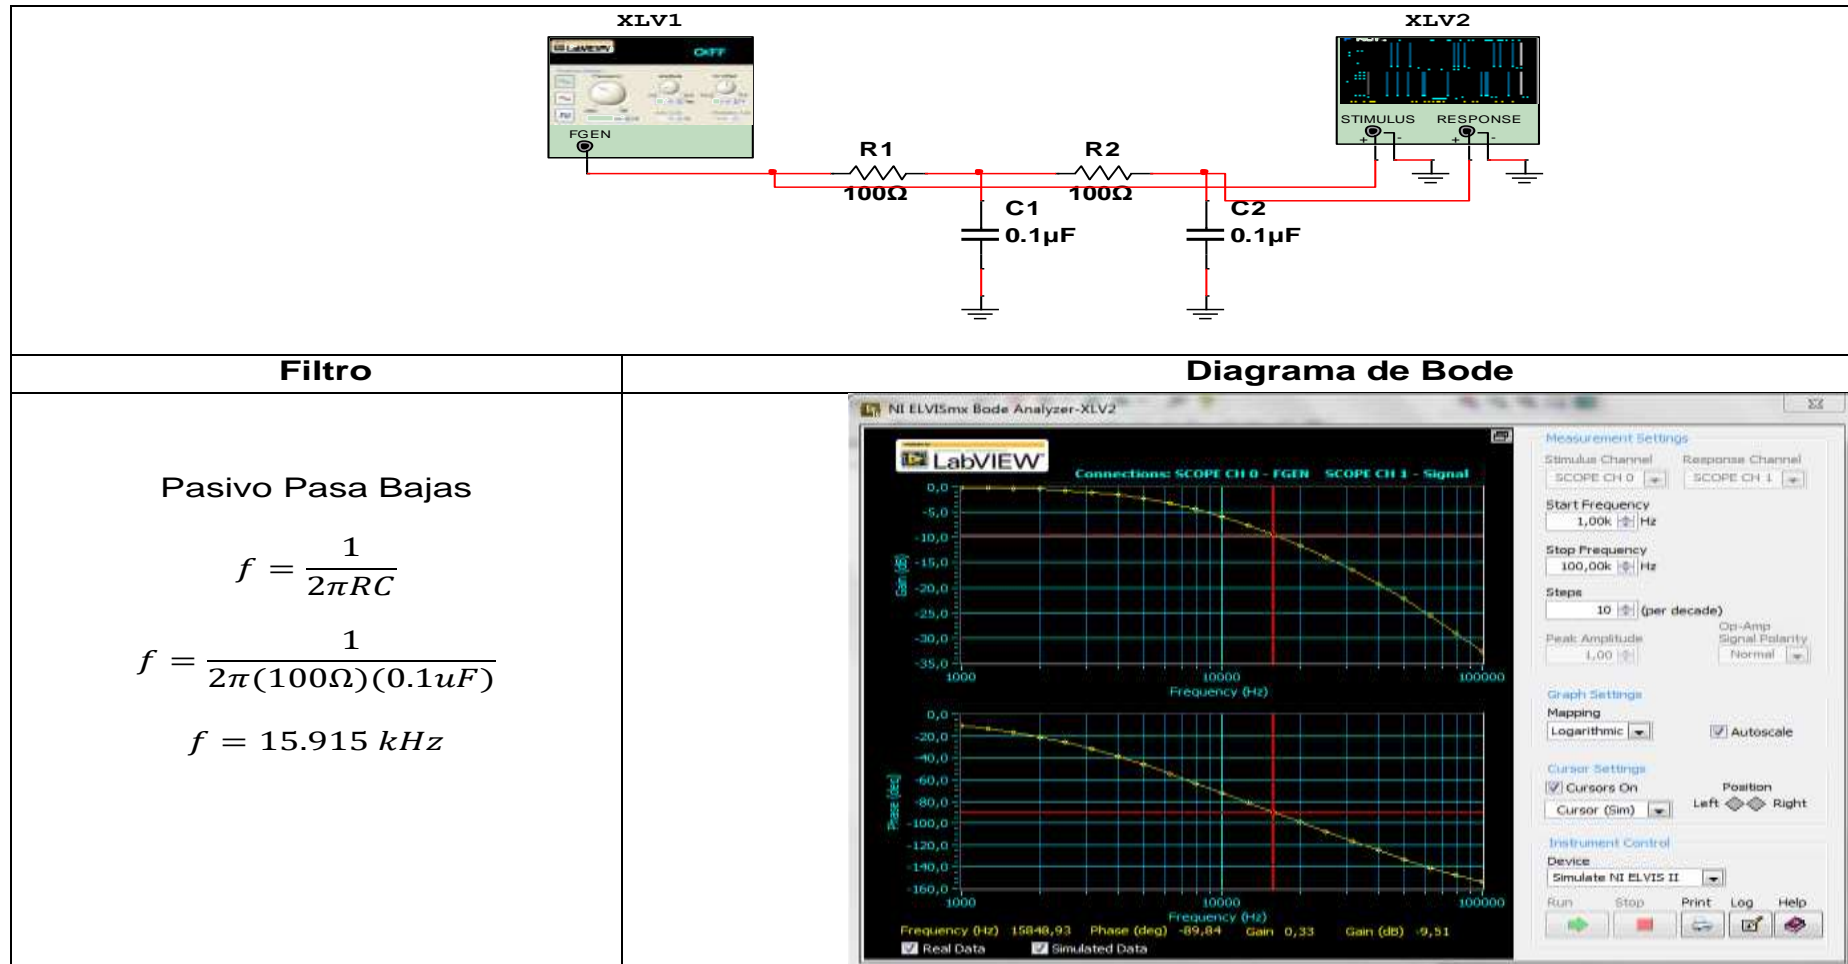 XLV1
XLV2
LabVIEW
FGEN
STIMULUS RESPONSE
+ - + -
R1
100Ω
R2
100Ω
C1
0.1µF
C2
0.1µF
Filtro
Diagrama de Bode
Pasivo Pasa Bajas
f = 1 / 2πRC
f = 1 / 2π(100Ω)(0.1uF)
f = 15.915 kHz
NI ELVISmx Bode Analyzer-XLV2
LabVIEW
Connections: SCOPE CH 0 - FGEN SCOPE CH 1 - Signal
Gain (dB)
0,0
-5,0
-10,0
-15,0
-20,0
-25,0
-30,0
-35,0
1000 10000 100000
Frequency (Hz)
Phase (deg)
0,0
-20,0
-40,0
-60,0
-80,0
-100,0
-120,0
-140,0
-160,0
1000 10000 100000
Frequency (Hz)
Frequency (Hz) 15848,93 Phase (deg) -89,84 Gain 0,33 Gain (dB) -9,51
Real Data Simulated Data
Measurement Settings
Stimulus Channel Response Channel
SCOPE CH 0 SCOPE CH 1
Start Frequency
1,00k Hz
Stop Frequency
100,00k Hz
Steps
10 (per decade)
Peak Amplitude
1,00
Op-Amp
Signal Polarity
Normal
Graph Settings
Mapping
Logarithmic Autoscale
Cursor Settings
Cursors On Position
Cursor (Sim) Left Right
Instrument Control
Device
Simulate NI ELVIS II
Run Stop Print Log Help